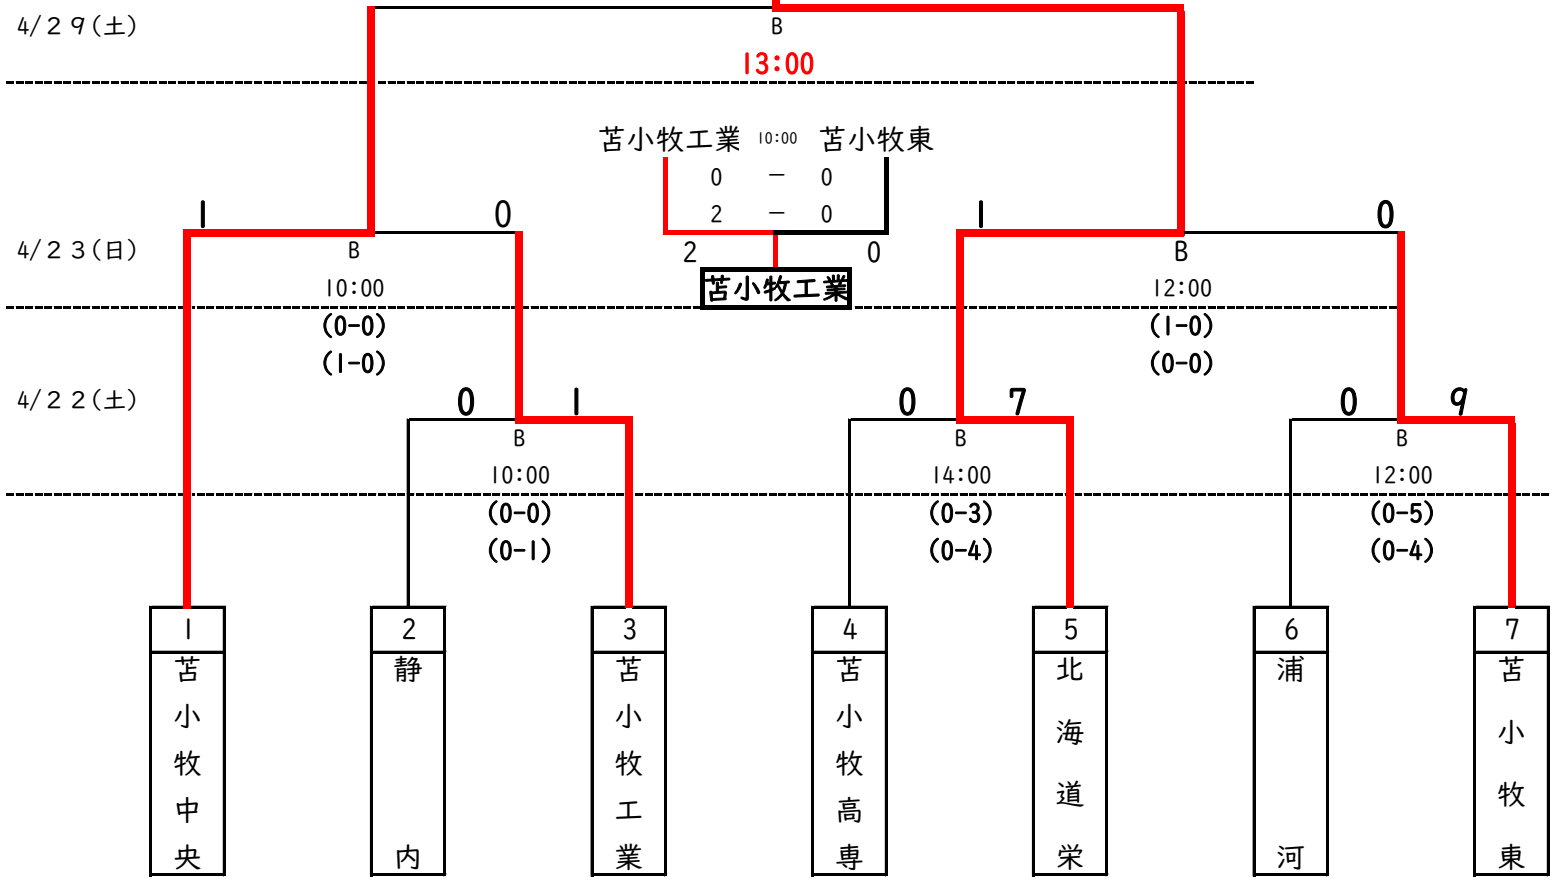 4/29(土)
B
13:00
苫小牧工業 10:00 苫小牧東
0 － 0
2 － 0
1 0
1 0
4/23(日)
B
2 0
B
10:00
苫小牧工業
12:00
(0-0)
(1-0)
(1-0)
(0-0)
4/22(土)
0 1
0 7
0 9
B
B
B
10:00
14:00
12:00
(0-0)
(0-3)
(0-5)
(0-1)
(0-4)
(0-4)
1
2
3
4
5
6
7
苫小牧中央
静内
苫小牧工業
苫小牧高専
北海道栄
浦河
苫小牧東